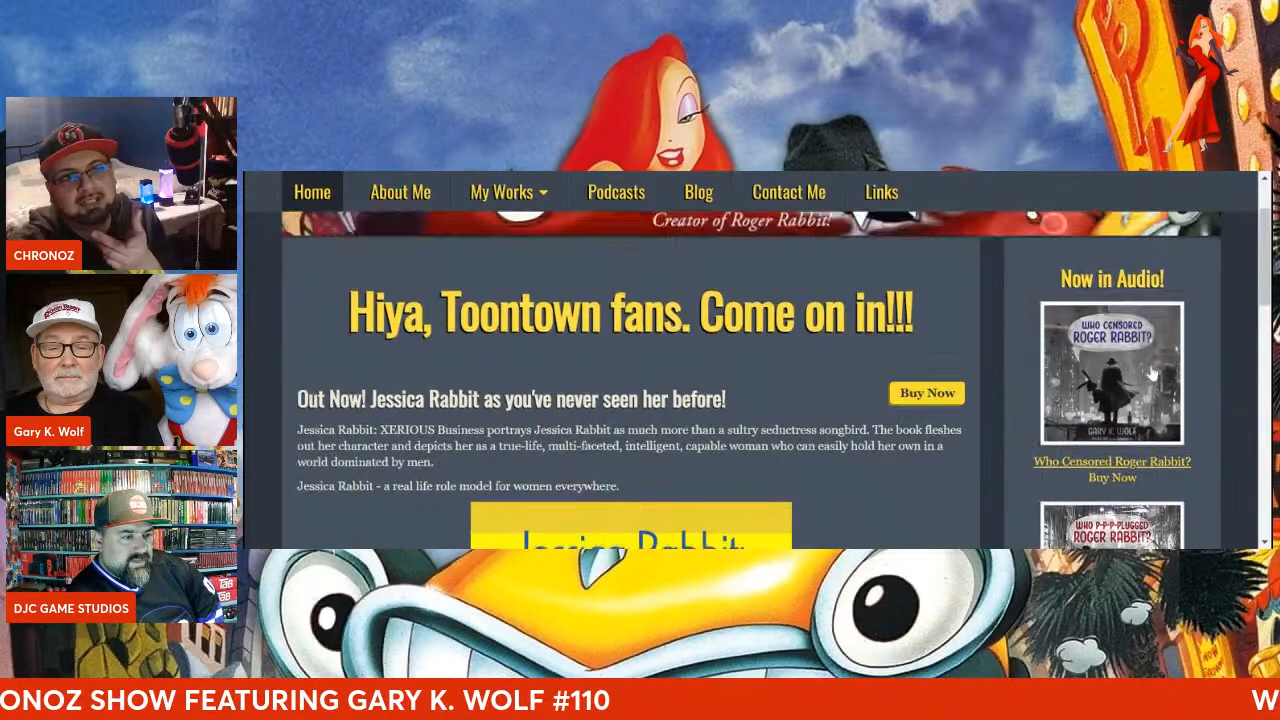 Home About Me My Works Podcasts Blog Contact Me Links
Creator of Roger Rabbit!
Hiya, Toontown fans. Come on in!!!
Out Now! Jessica Rabbit as you've never seen her before!
Buy Now
Jessica Rabbit: XERIOUS Business portrays Jessica Rabbit as much more than a sultry seductress songbird. The book fleshes
out her character and depicts her as a true-life, multi-faceted, intelligent, capable woman who can easily hold her own in a
world dominated by men.
Jessica Rabbit - a real life role model for women everywhere.
Jessica Rabbit:
Now in Audio!
WHO CENSORED
ROGER RABBIT?
GARY K. WOLF
Who Censored Roger Rabbit?
Buy Now
WHO P-P-P-PLUGGED
ROGER RABBIT?
CHRONOZ
Gary K. Wolf
DJC GAME STUDIOS
ONOZ SHOW FEATURING GARY K. WOLF #110
W